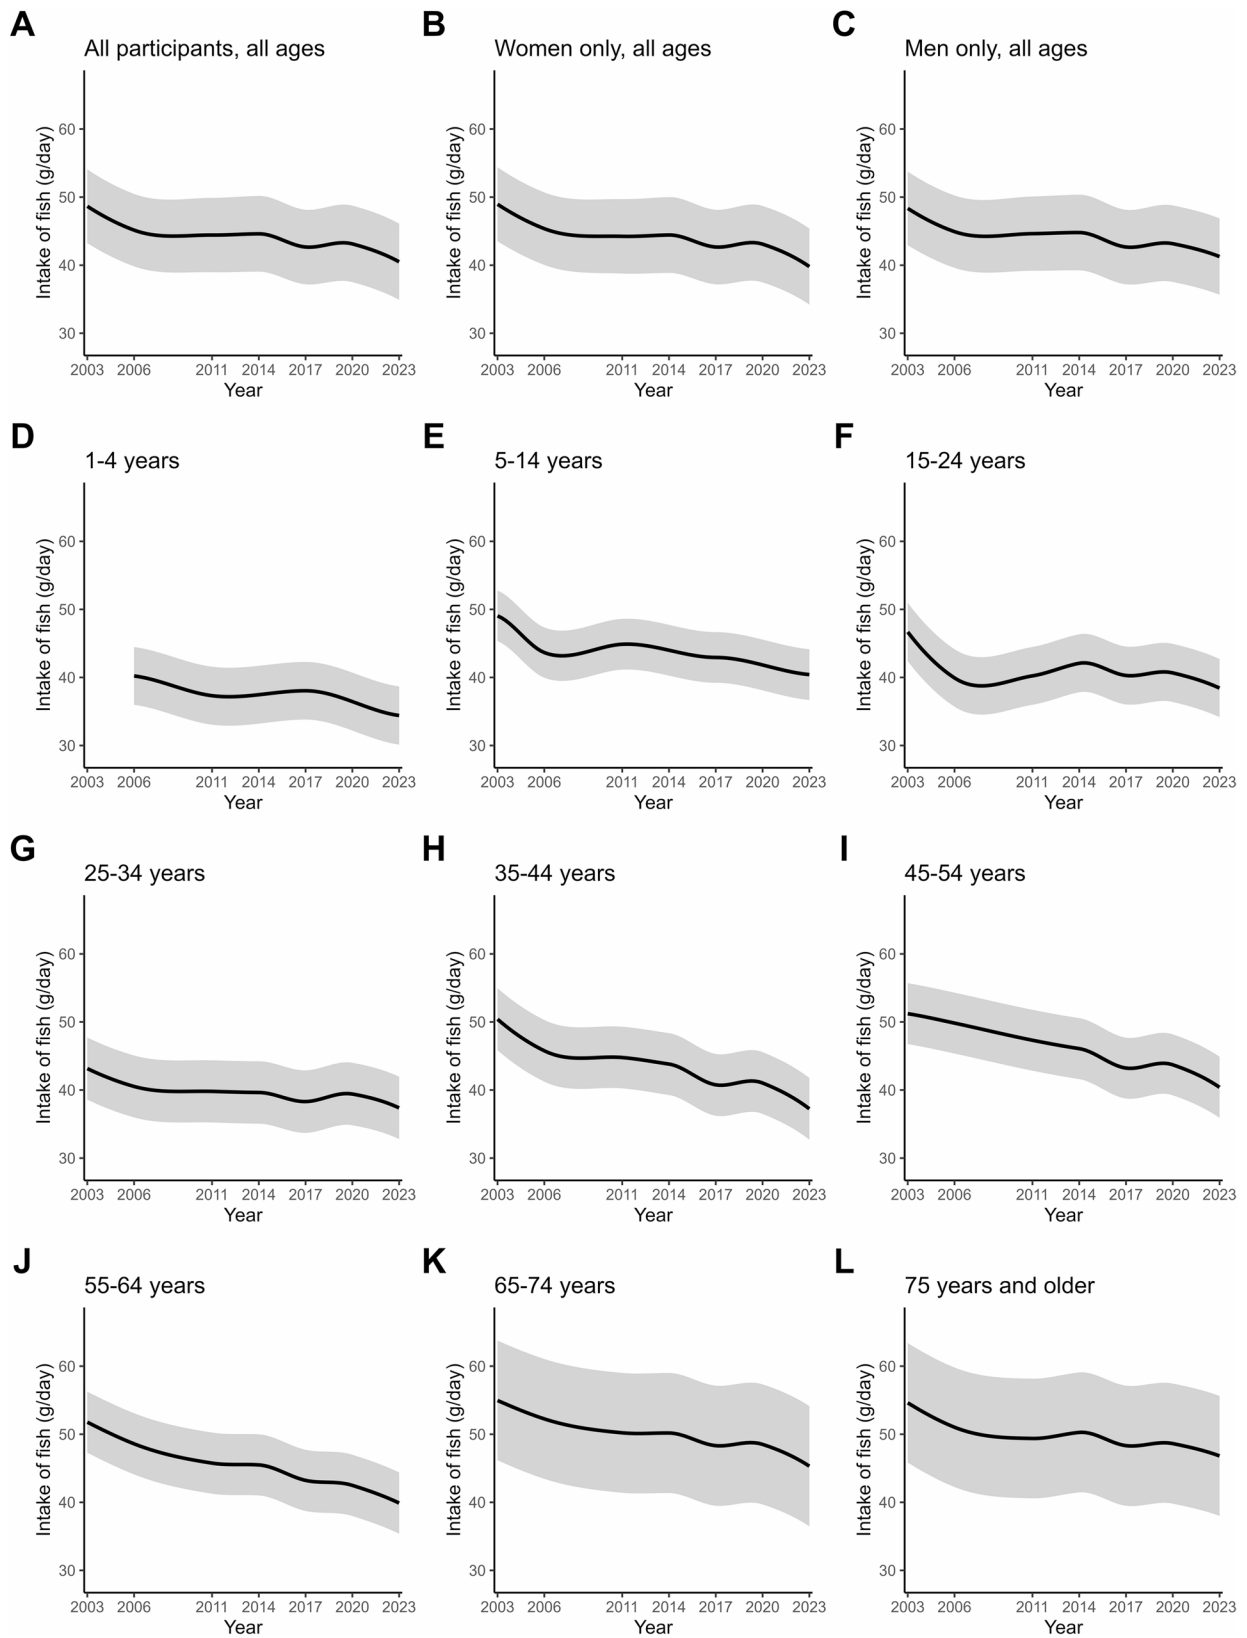 A
All participants, all ages
Intake of fish (g/day)
60
50
40
30
2003 2006 2011 2014 2017 2020 2023
Year
B
Women only, all ages
Intake of fish (g/day)
60
50
40
30
2003 2006 2011 2014 2017 2020 2023
Year
C
Men only, all ages
Intake of fish (g/day)
60
50
40
30
2003 2006 2011 2014 2017 2020 2023
Year
D
1-4 years
Intake of fish (g/day)
60
50
40
30
2003 2006 2011 2014 2017 2020 2023
Year
E
5-14 years
Intake of fish (g/day)
60
50
40
30
2003 2006 2011 2014 2017 2020 2023
Year
F
15-24 years
Intake of fish (g/day)
60
50
40
30
2003 2006 2011 2014 2017 2020 2023
Year
G
25-34 years
Intake of fish (g/day)
60
50
40
30
2003 2006 2011 2014 2017 2020 2023
Year
H
35-44 years
Intake of fish (g/day)
60
50
40
30
2003 2006 2011 2014 2017 2020 2023
Year
I
45-54 years
Intake of fish (g/day)
60
50
40
30
2003 2006 2011 2014 2017 2020 2023
Year
J
55-64 years
Intake of fish (g/day)
60
50
40
30
2003 2006 2011 2014 2017 2020 2023
Year
K
65-74 years
Intake of fish (g/day)
60
50
40
30
2003 2006 2011 2014 2017 2020 2023
Year
L
75 years and older
Intake of fish (g/day)
60
50
40
30
2003 2006 2011 2014 2017 2020 2023
Year